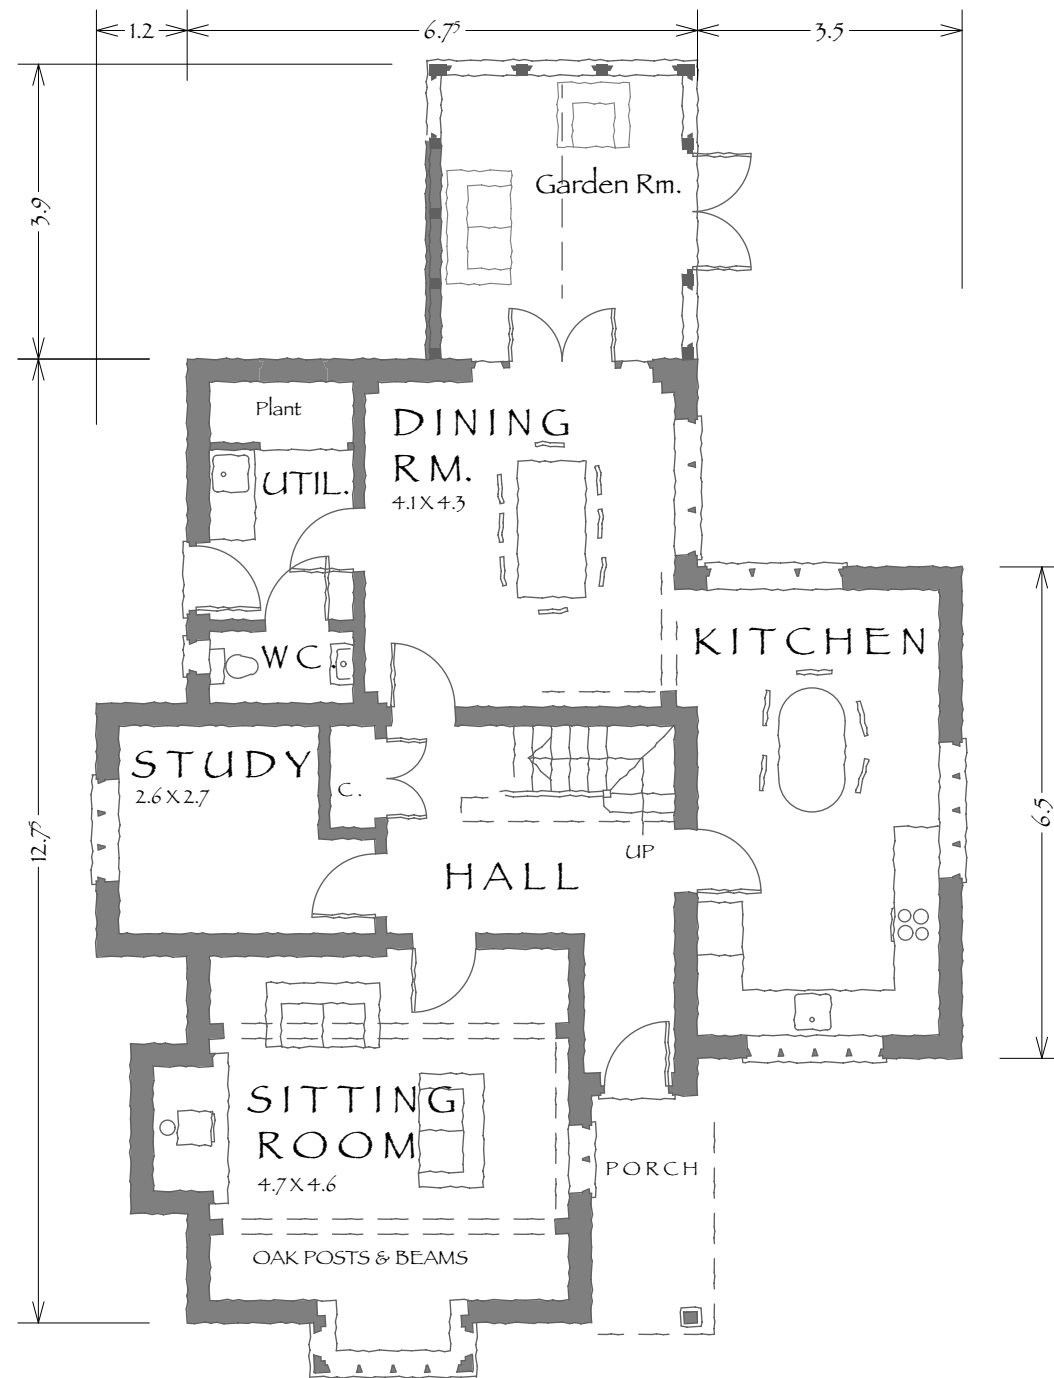 1.2
6.7⁵
3.5
3.9
Garden Rm.
Plant
DINING
RM.
4.1 X 4.3
UTIL.
KITCHEN
WC.
STUDY
2.6 X 2.7
C.
12.7⁵
6.5
UP
HALL
SITTING
ROOM
4.7 X 4.6
PORCH
OAK POSTS & BEAMS